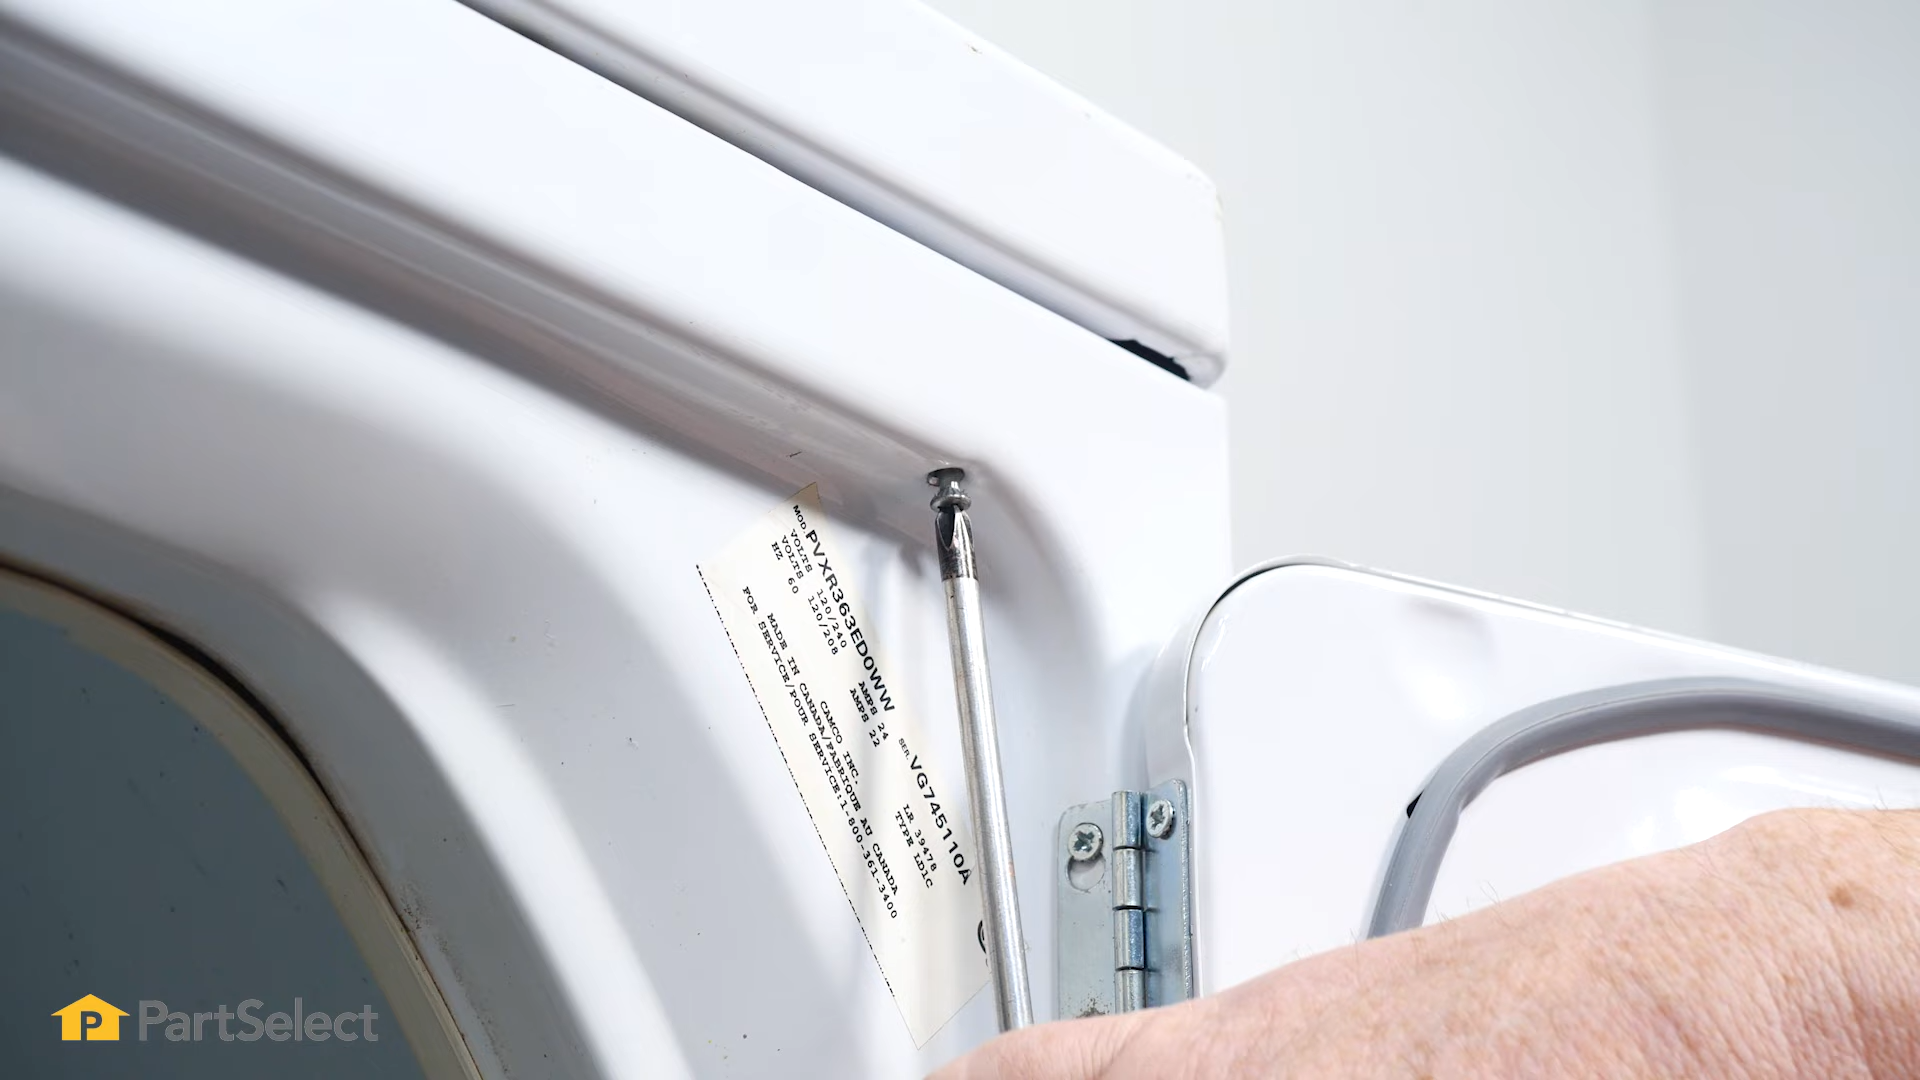 MOD. PVXR363ED0WW SER. VG745110A
VOLTS 120/240 AMPS 24 LR 39478
VOLTS 120/208 AMPS 22 TYPE LD1C
HZ 60
CAMCO INC.
MADE IN CANADA/FABRIQUE AU CANADA
FOR SERVICE/POUR SERVICE:1-800-361-3400
P PartSelect